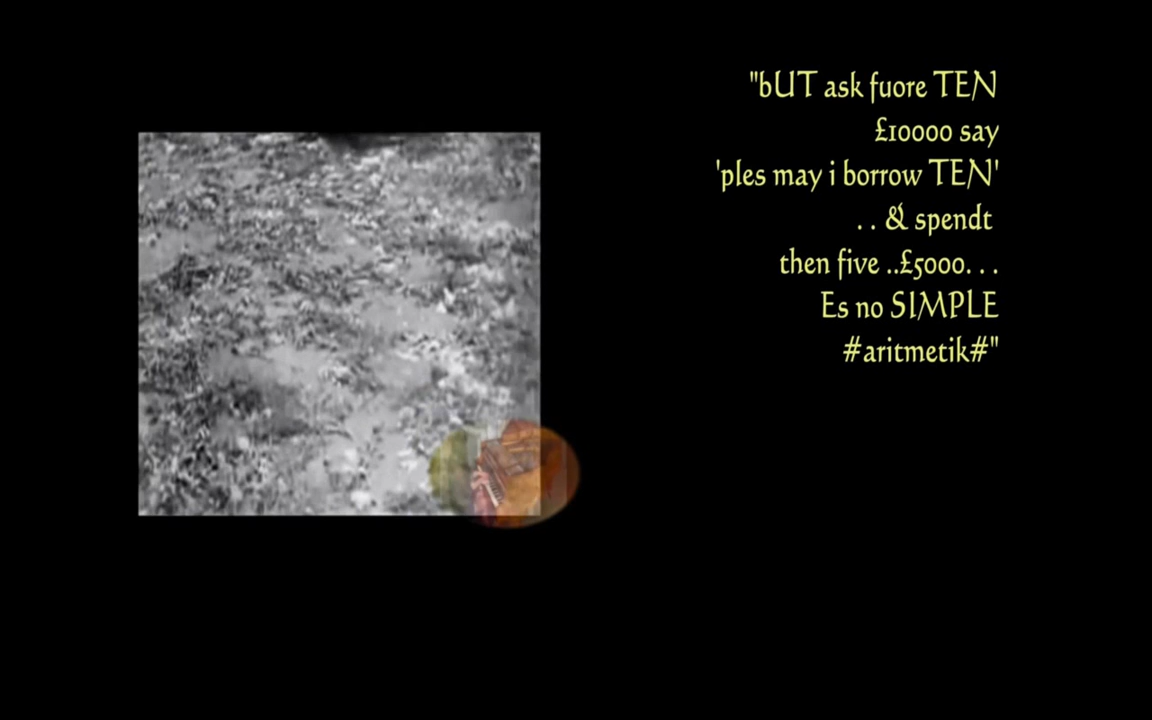 "bUT ask fuore TEN
£10000 say
'ples may i borrow TEN'
. . & spendt
then five ..£5000. . .
Es no SIMPLE
#aritmetik#"